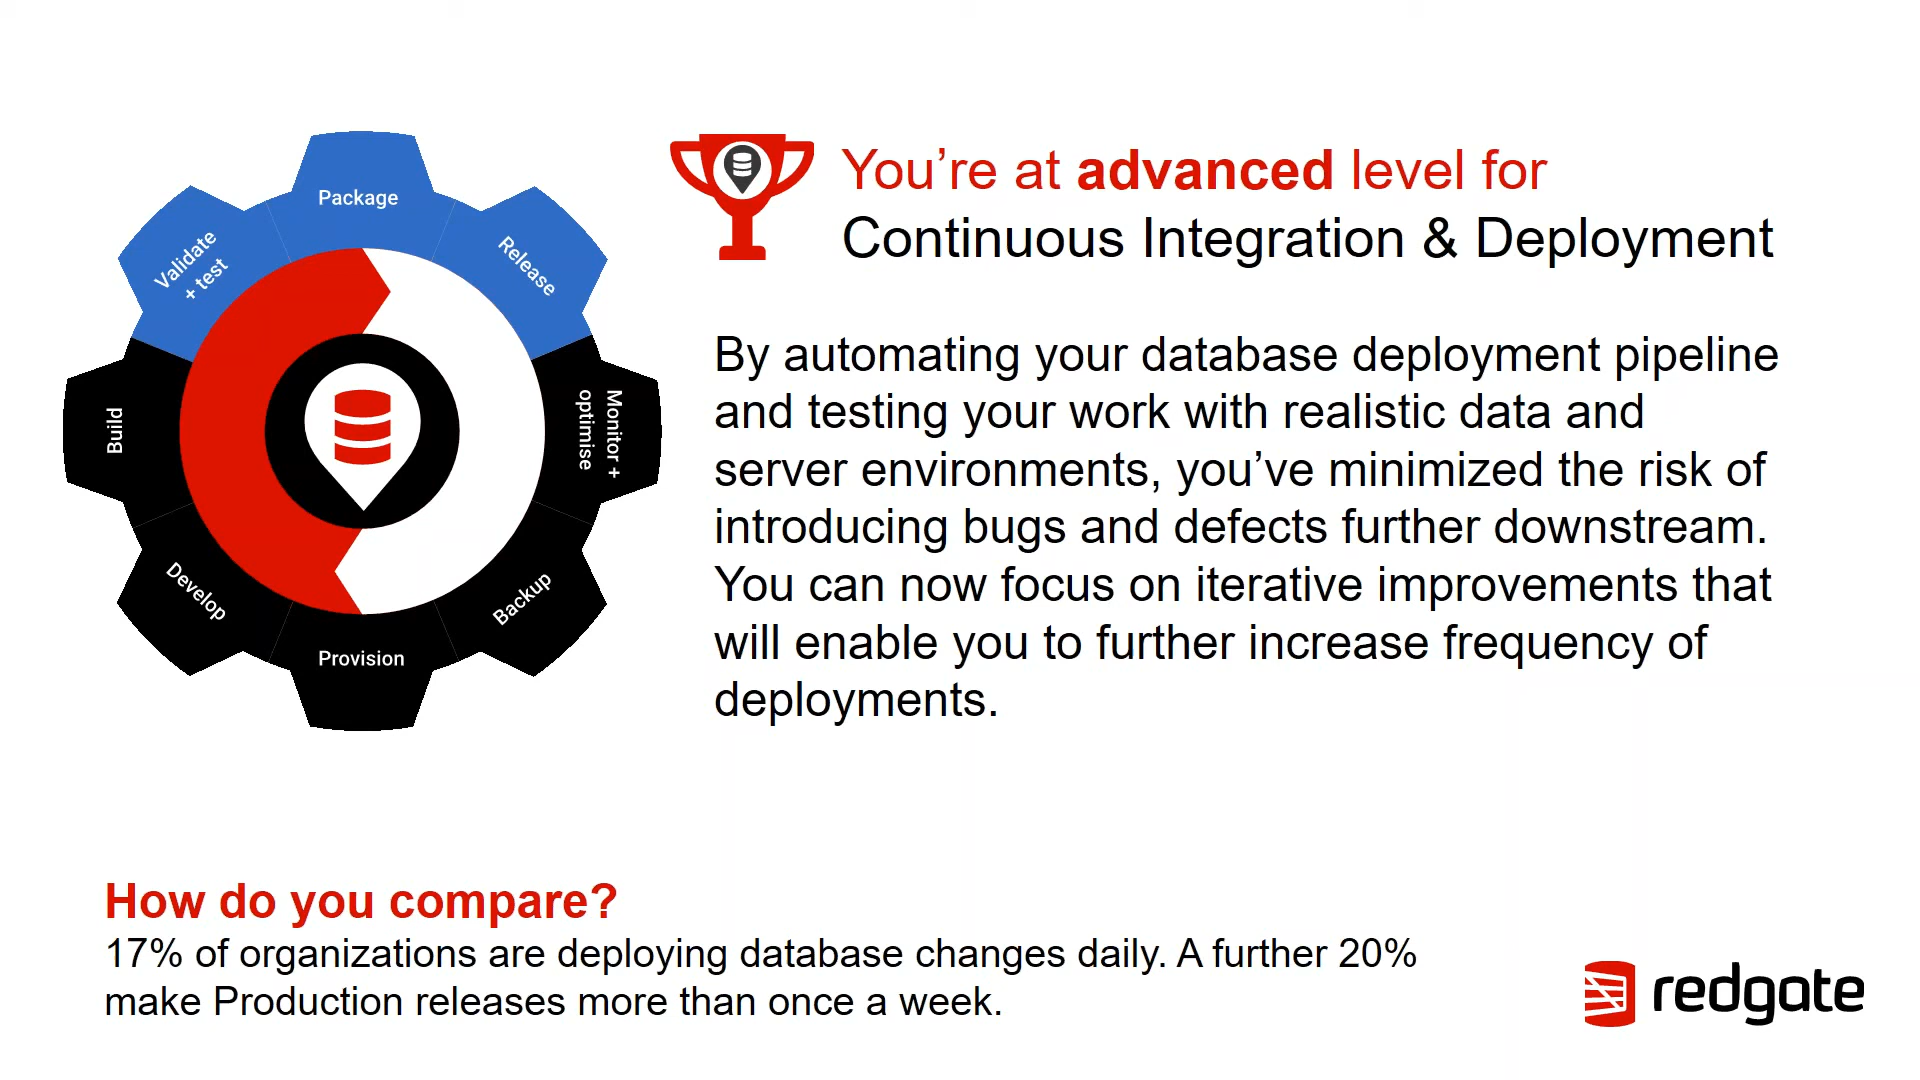 Package
Validate
+ test
Release
Build
Monitor +
optimise
Develop
Backup
Provision
You’re at advanced level for
Continuous Integration & Deployment
By automating your database deployment pipeline
and testing your work with realistic data and
server environments, you’ve minimized the risk of
introducing bugs and defects further downstream.
You can now focus on iterative improvements that
will enable you to further increase frequency of
deployments.
How do you compare?
17% of organizations are deploying database changes daily. A further 20%
make Production releases more than once a week.
redgate